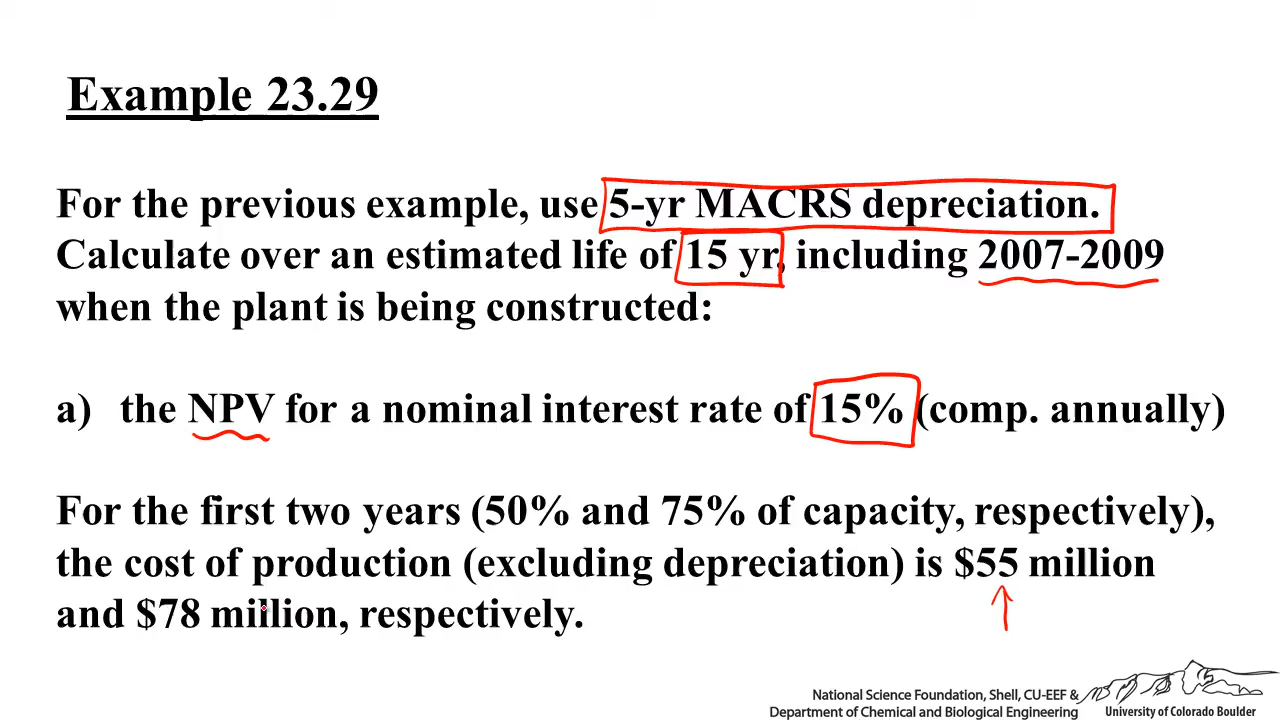 Example 23.29
For the previous example, use 5-yr MACRS depreciation.
Calculate over an estimated life of 15 yr, including 2007-2009
when the plant is being constructed:
a) the NPV for a nominal interest rate of 15% (comp. annually)
For the first two years (50% and 75% of capacity, respectively),
the cost of production (excluding depreciation) is $55 million
and $78 million, respectively.
National Science Foundation, Shell, CU-EEF &
Department of Chemical and Biological Engineering
University of Colorado Boulder